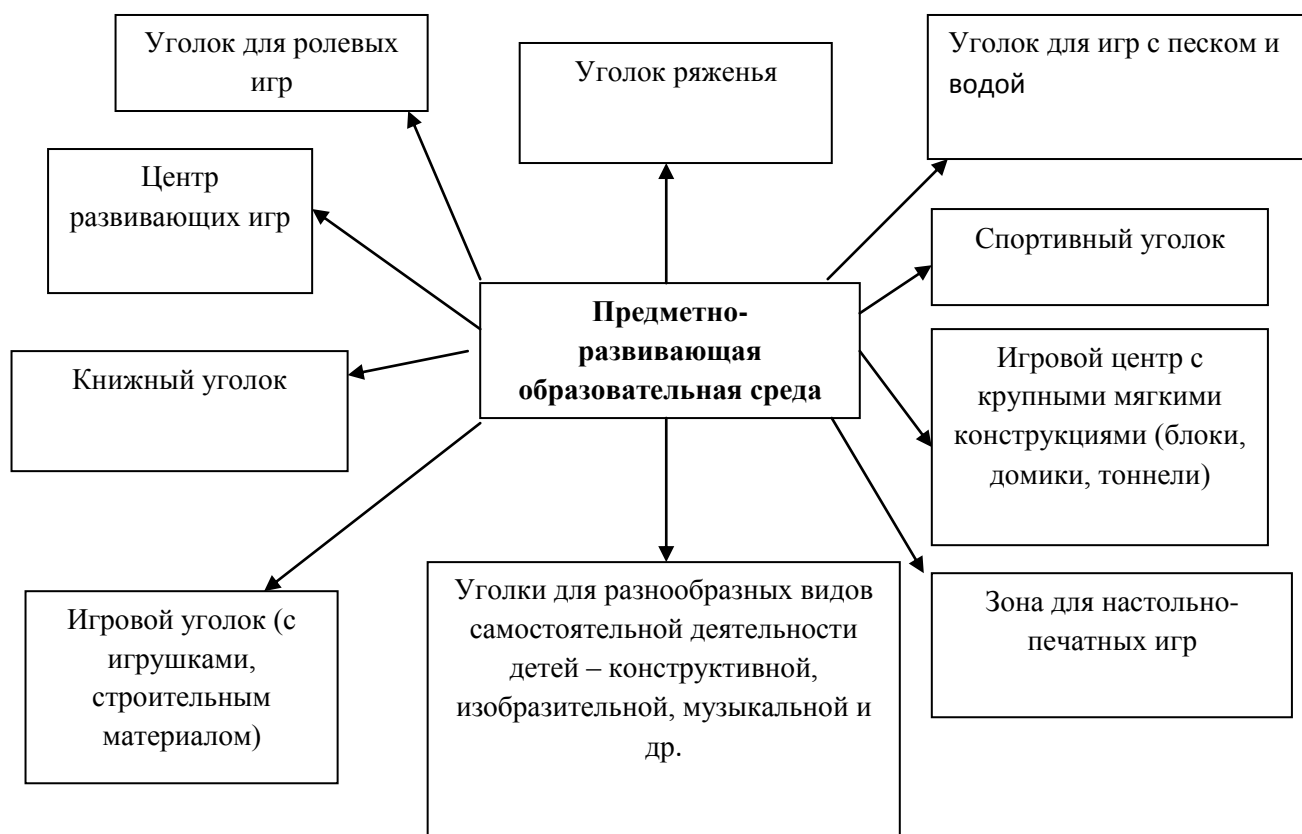 Уголок для ролевых
игр
Уголок ряженья
Уголок для игр с песком и
водой
Центр
развивающих игр
Спортивный уголок
Предметно-
развивающая
образовательная среда
Книжный уголок
Игровой центр с
крупными мягкими
конструкциями (блоки,
домики, тоннели)
Игровой уголок (с
игрушками,
строительным
материалом)
Уголки для разнообразных видов
самостоятельной деятельности
детей – конструктивной,
изобразительной, музыкальной и
др.
Зона для настольно-
печатных игр